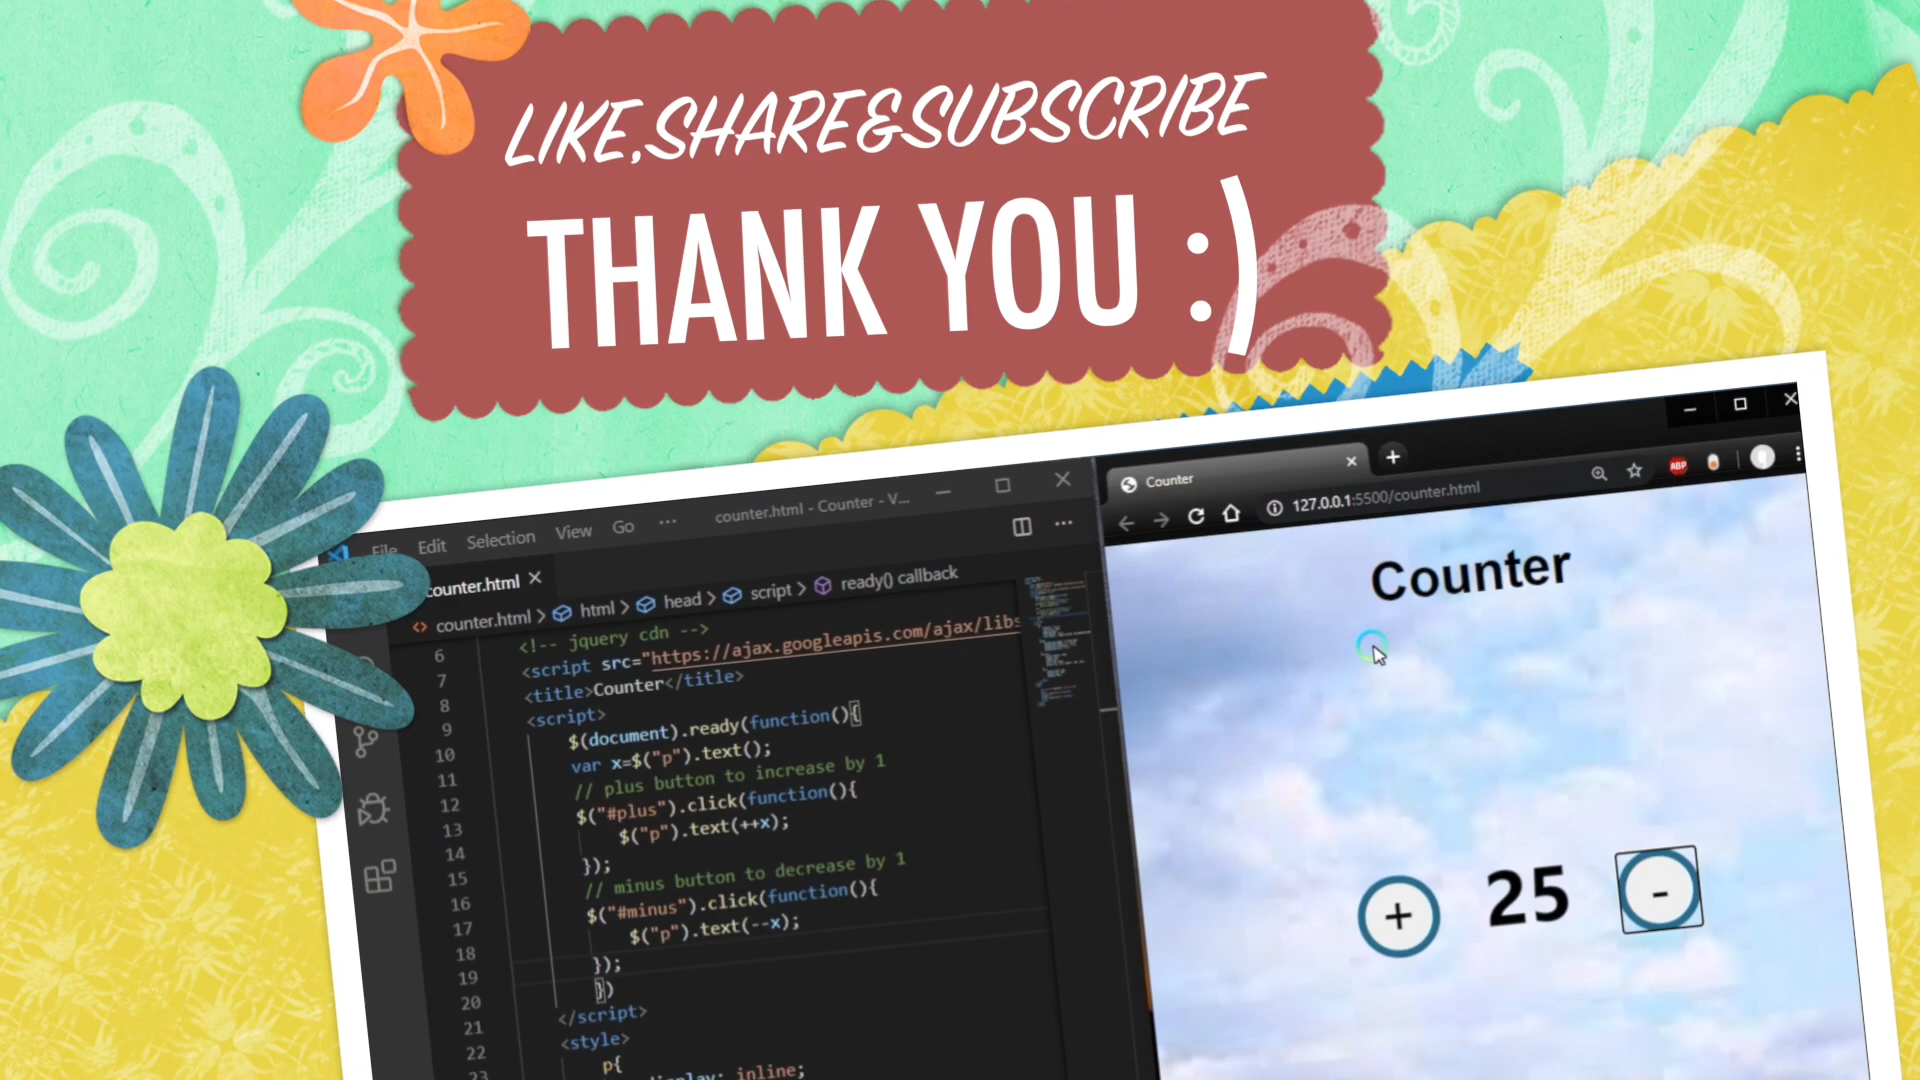 LIKE,SHARE&SUBSCRIBE
THANK YOU :)
File Edit Selection View Go ··· counter.html - Counter - V...
counter.html
counter.html > html > head > script > ready() callback
6 <!-- jquery cdn -->
7 <script src="https://ajax.googleapis.com/ajax/libs
8 <title>Counter</title>
9 <script>
10 $(document).ready(function(){
11 var x=$("p").text();
12 // plus button to increase by 1
13 $("#plus").click(function(){
14 $("p").text(++x);
15 });
16 // minus button to decrease by 1
17 $("#minus").click(function(){
18 $("p").text(--x);
19 });
20 })
21 </script>
22 <style>
23 p{
display: inline;
Counter
127.0.0.1:5500/counter.html
ABP
Counter
+ 25 -